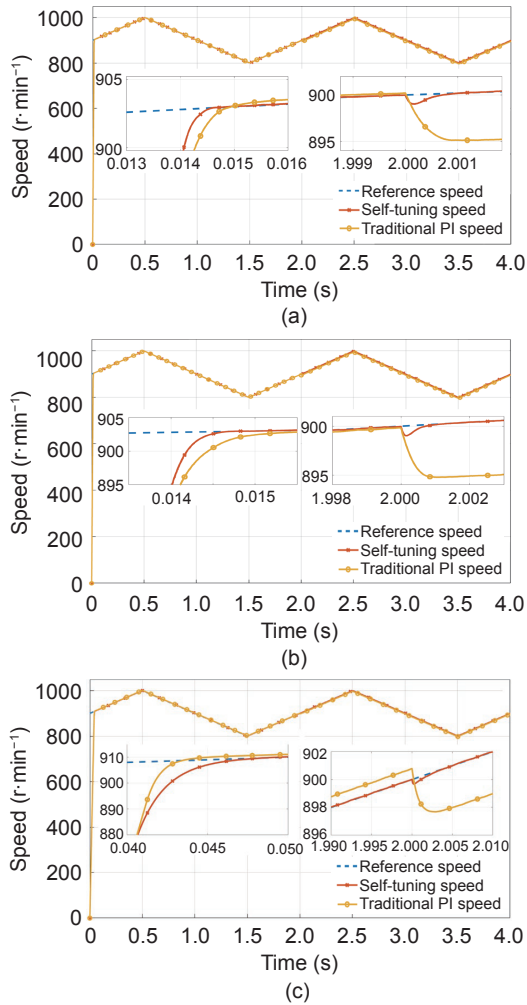 1000
800
600
400
200
0
Speed (r·min⁻¹)
905
900
0.013 0.014 0.015 0.016
900
895
1.999 2.000 2.001
Reference speed
Self-tuning speed
Traditional PI speed
0 0.5 1.0 1.5 2.0 2.5 3.0 3.5 4.0
Time (s)
(a)
1000
800
600
400
200
0
Speed (r·min⁻¹)
905
900
895
0.014 0.015
900
895
1.998 2.000 2.002
Reference speed
Self-tuning speed
Traditional PI speed
0 0.5 1.0 1.5 2.0 2.5 3.0 3.5 4.0
Time (s)
(b)
1000
800
600
400
200
0
Speed (r·min⁻¹)
910
900
890
880
0.040 0.045 0.050
902
900
898
896
1.990 1.995 2.000 2.005 2.010
Reference speed
Self-tuning speed
Traditional PI speed
0 0.5 1.0 1.5 2.0 2.5 3.0 3.5 4.0
Time (s)
(c)